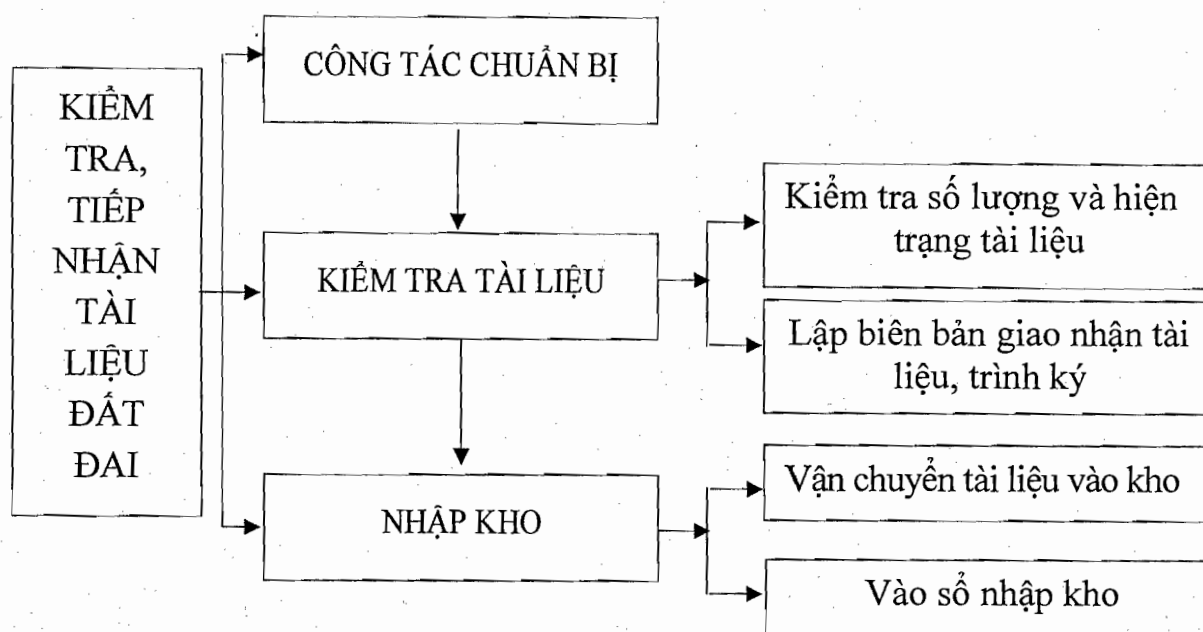 KIỂM
TRA,
TIẾP
NHẬN
TÀI
LIỆU
ĐẤT
ĐAI
CÔNG TÁC CHUẨN BỊ
KIỂM TRA TÀI LIỆU
Kiểm tra số lượng và hiện
trạng tài liệu
Lập biên bản giao nhận tài
liệu, trình ký
NHẬP KHO
Vận chuyển tài liệu vào kho
Vào sổ nhập kho